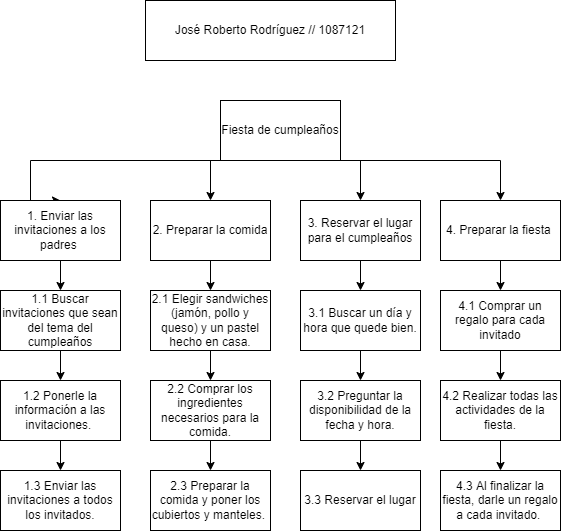 José Roberto Rodríguez // 1087121
Fiesta de cumpleaños
1. Enviar las
invitaciones a los
padres
2. Preparar la comida
3. Reservar el lugar
para el cumpleaños
4. Preparar la fiesta
1.1 Buscar
invitaciones que sean
del tema del
cumpleaños
2.1 Elegir sandwiches
(jamón, pollo y
queso) y un pastel
hecho en casa.
3.1 Buscar un día y
hora que quede bien.
4.1 Comprar un
regalo para cada
invitado
1.2 Ponerle la
información a las
invitaciones.
2.2 Comprar los
ingredientes
necesarios para la
comida.
3.2 Preguntar la
disponibilidad de la
fecha y hora.
4.2 Realizar todas las
actividades de la
fiesta.
1.3 Enviar las
invitaciones a todos
los invitados.
2.3 Preparar la
comida y poner los
cubiertos y manteles.
3.3 Reservar el lugar
4.3 Al finalizar la
fiesta, darle un regalo
a cada invitado.